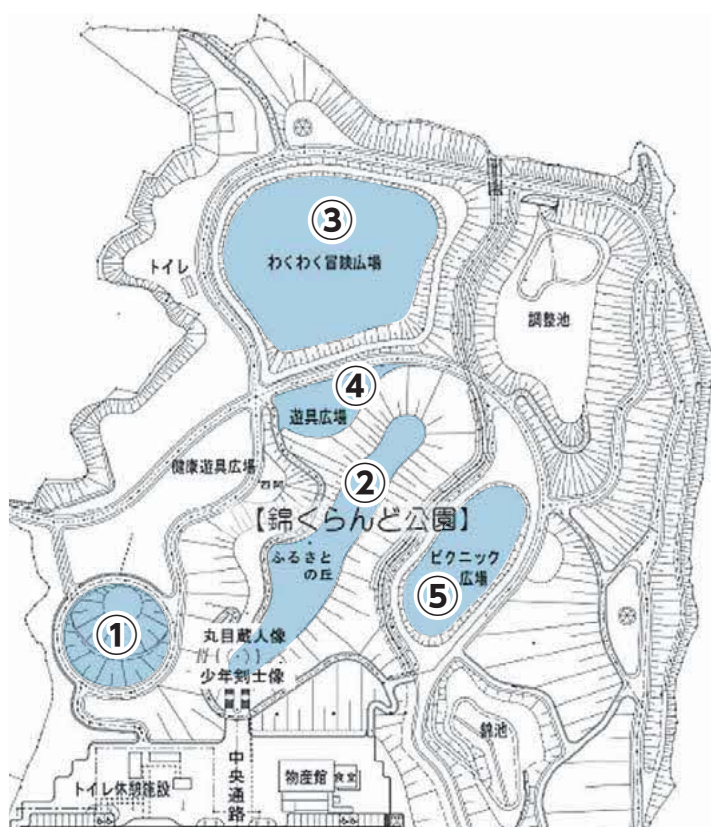 ③
わくわく冒険広場
トイレ
調整池
④
遊具広場
健康遊具広場
四阿
②
【錦くらんど公園】
ふるさと
の丘
ピクニック
広場
⑤
①
丸目蔵人像
少年剣士像
錦池
中央通路
トイレ休憩施設
物産館
食堂